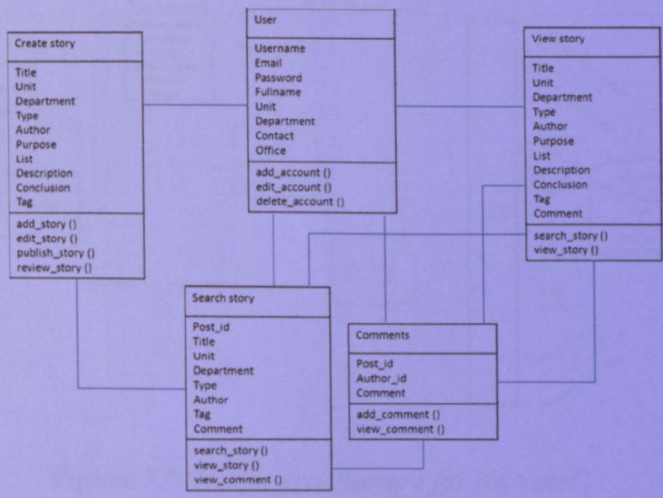 Create story
Title
Unit
Department
Type
Author
Purpose
List
Description
Conclusion
Tag
add_story ()
edit_story ()
publish_story ()
review_story ()
User
Username
Email
Password
Fullname
Unit
Department
Contact
Office
add_account ()
edit_account ()
delete_account ()
View story
Title
Unit
Department
Type
Author
Purpose
List
Description
Conclusion
Tag
Comment
search_story ()
view_story ()
Search story
Post_id
Title
Unit
Department
Type
Author
Tag
Comment
search_story ()
view_story ()
view_comment ()
Comments
Post_id
Author_id
Comment
add_comment ()
view_comment ()